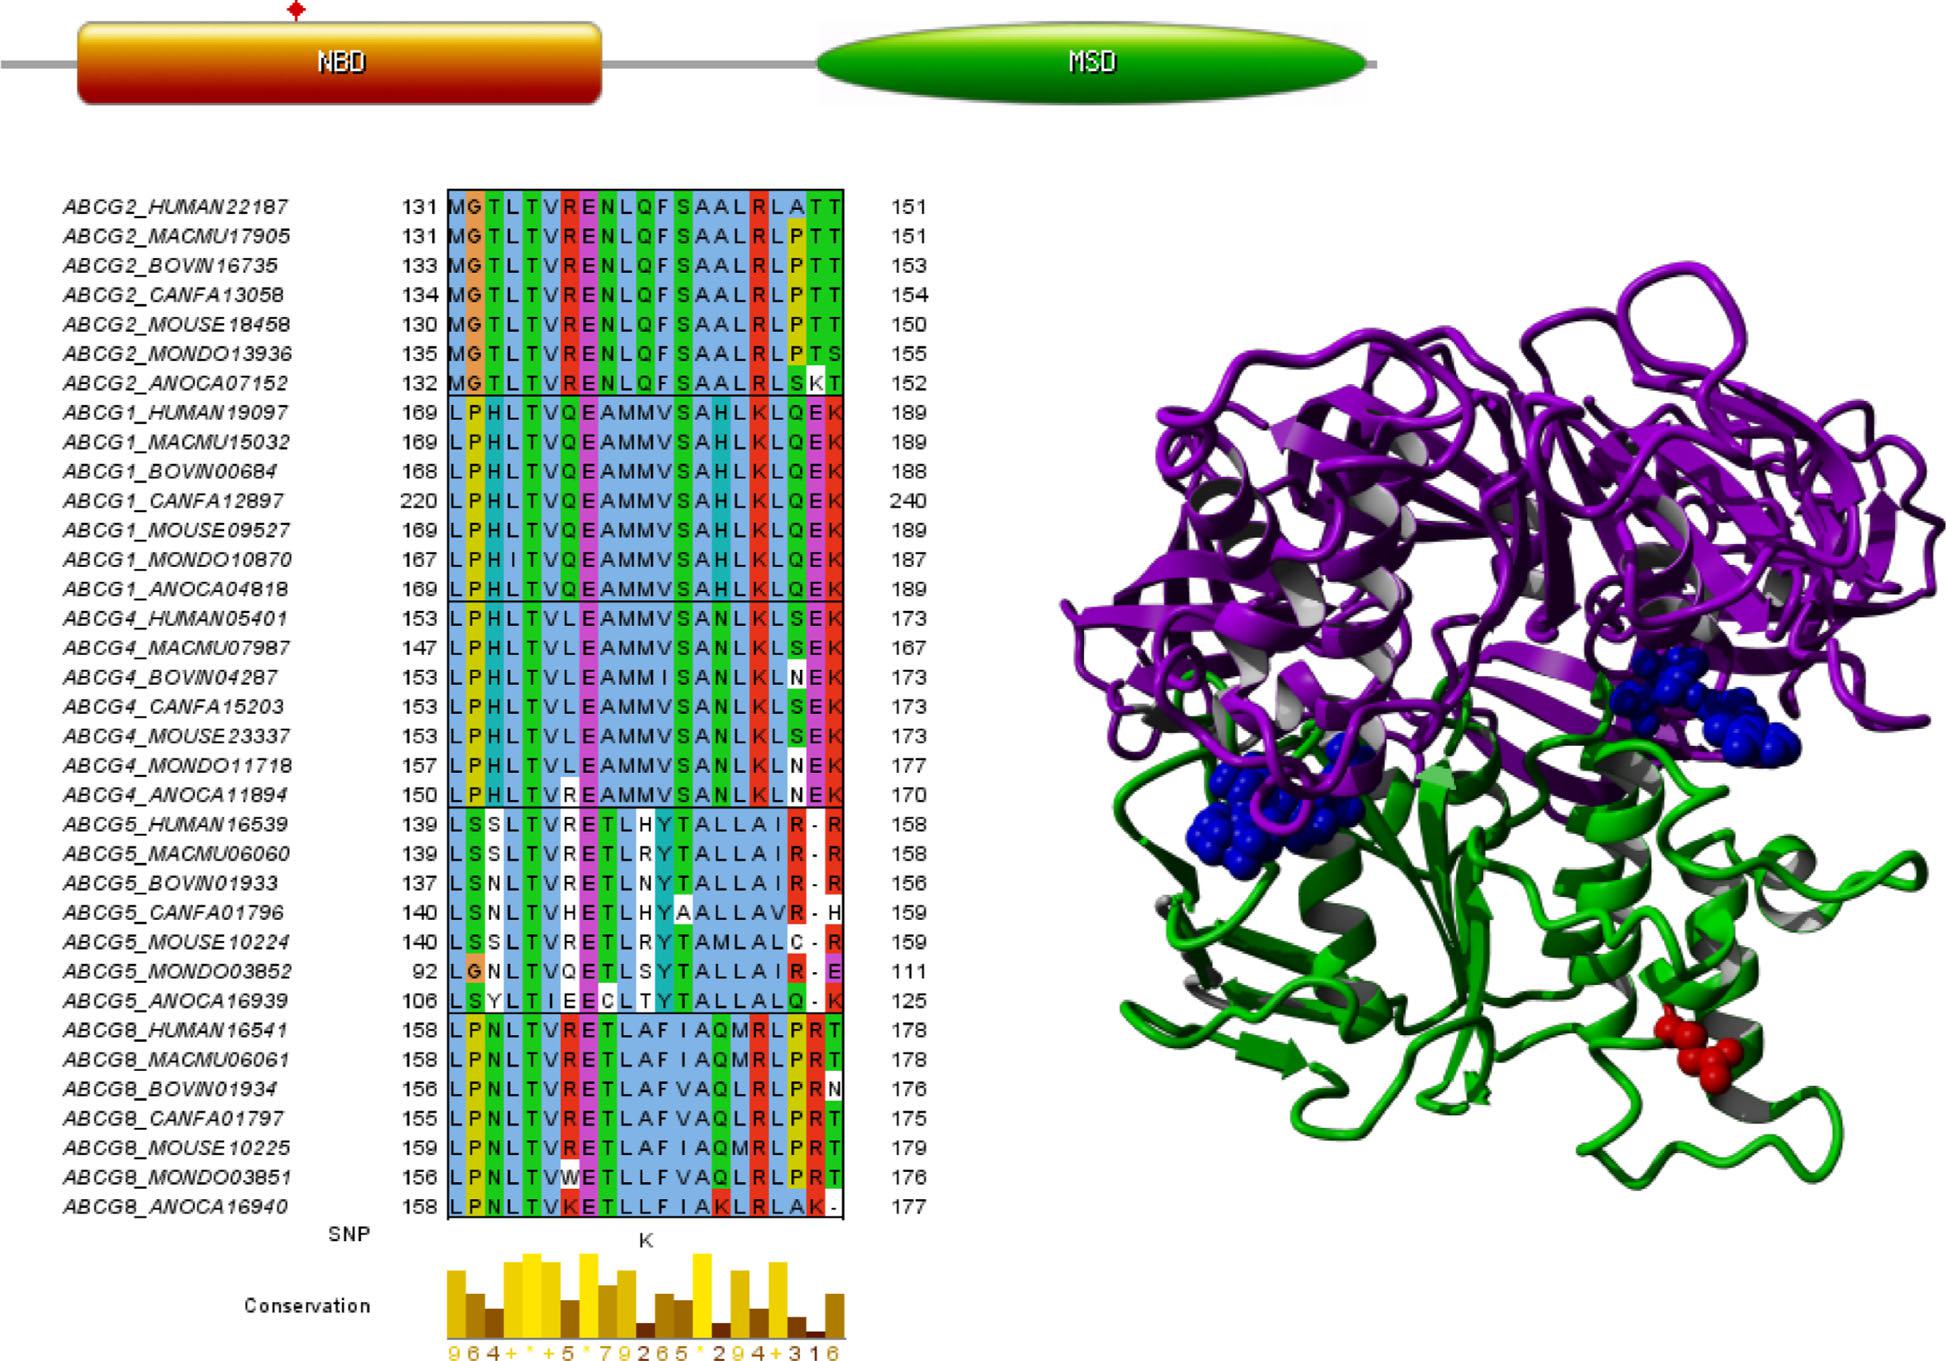 NBD MSD
ABCG2_HUMAN22187 131 MGTLTVRENLQFSAALRLATT 151
ABCG2_MACMU17905 131 MGTLTVRENLQFSAALRLPTT 151
ABCG2_BOVIN16735 133 MGTLTVRENLQFSAALRLPTT 153
ABCG2_CANFA13058 134 MGTLTVRENLQFSAALRLPTT 154
ABCG2_MOUSE18458 130 MGTLTVRENLQFSAALRLPTT 150
ABCG2_MONDO13936 135 MGTLTVRENLQFSAALRLPTS 155
ABCG2_ANOCA07152 132 MGTLTVRENLQFSAALRLSKT 152
ABCG1_HUMAN19097 169 LPHLTVQEAMMVSAHLKLQEK 189
ABCG1_MACMU15032 169 LPHLTVQEAMMVSAHLKLQEK 189
ABCG1_BOVIN00684 168 LPHLTVQEAMMVSAHLKLQEK 188
ABCG1_CANFA12897 220 LPHLTVQEAMMVSAHLKLQEK 240
ABCG1_MOUSE09527 169 LPHLTVQEAMMVSAHLKLQEK 189
ABCG1_MONDO10870 167 LPHITVQEAMMVSAHLKLQEK 187
ABCG1_ANOCA04818 169 LPHLTVQEAMMVSAHLKLQEK 189
ABCG4_HUMAN05401 153 LPHLTVLEAMMVSANLKLSEK 173
ABCG4_MACMU07987 147 LPHLTVLEAMMVSANLKLSEK 167
ABCG4_BOVIN04287 153 LPHLTVLEAMMISANLKLNEK 173
ABCG4_CANFA15203 153 LPHLTVLEAMMVSANLKLSEK 173
ABCG4_MOUSE23337 153 LPHLTVLEAMMVSANLKLSEK 173
ABCG4_MONDO11718 157 LPHLTVLEAMMVSANLKLNEK 177
ABCG4_ANOCA11894 150 LPHLTVREAMMVSANLKLNEK 170
ABCG5_HUMAN16539 139 LSSLTVRETLHYTALLAIR-R 158
ABCG5_MACMU06060 139 LSSLTVRETLRYTALLAIR-R 158
ABCG5_BOVIN01933 137 LSNLTVRETLNYTALLAIR-R 156
ABCG5_CANFA01796 140 LSNLTVHETLHYAALLAVR-H 159
ABCG5_MOUSE10224 140 LSSLTVRETLRYTAMLALC-R 159
ABCG5_MONDO03852 92 LGNLTVQETLSYTALLAIR-E 111
ABCG5_ANOCA16939 106 LSYLTIEECLTYTALLALQ-K 125
ABCG8_HUMAN16541 158 LPNLTVRETLAFIAQMRLPRT 178
ABCG8_MACMU06061 158 LPNLTVRETLAFIAQMRLPRT 178
ABCG8_BOVIN01934 156 LPNLTVRETLAFVAQLRLPRN 176
ABCG8_CANFA01797 155 LPNLTVRETLAFVAQLRLPRT 175
ABCG8_MOUSE10225 159 LPNLTVRETLAFIAQMRLPRT 179
ABCG8_MONDO03851 156 LPNLTVWETLLFVAQLRLPRT 176
ABCG8_ANOCA16940 158 LPNLTVKETLLFIAKLRLAK- 177
SNP K
Conservation
964+*+5*79265*294+316